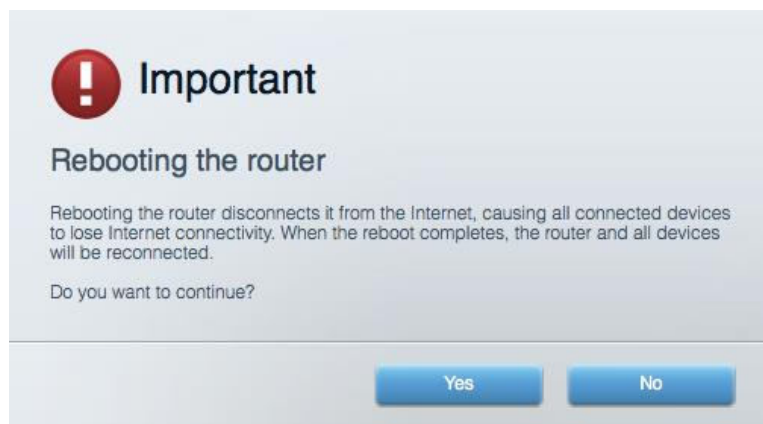 Important
Rebooting the router
Rebooting the router disconnects it from the Internet, causing all connected devices
to lose Internet connectivity. When the reboot completes, the router and all devices
will be reconnected.
Do you want to continue?
Yes No